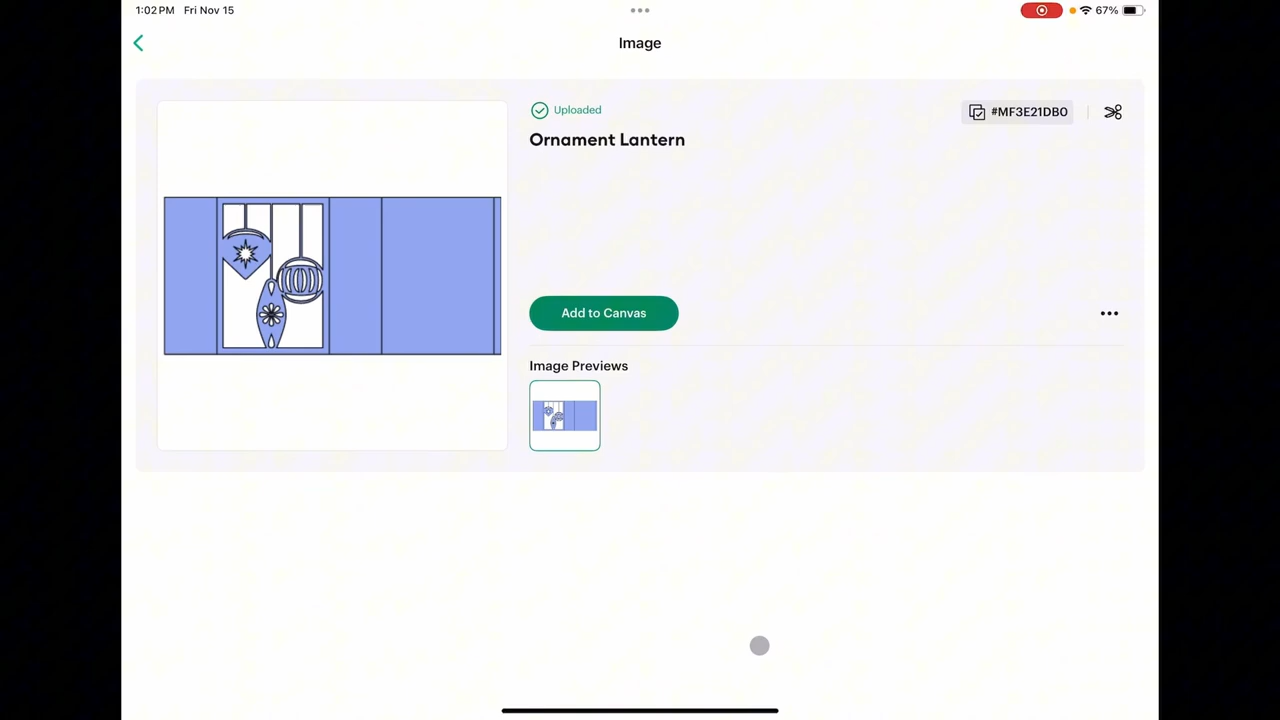 1:02 PM Fri Nov 15
67%
Image
Uploaded
#MF3E21DB0
Ornament Lantern
Add to Canvas
Image Previews